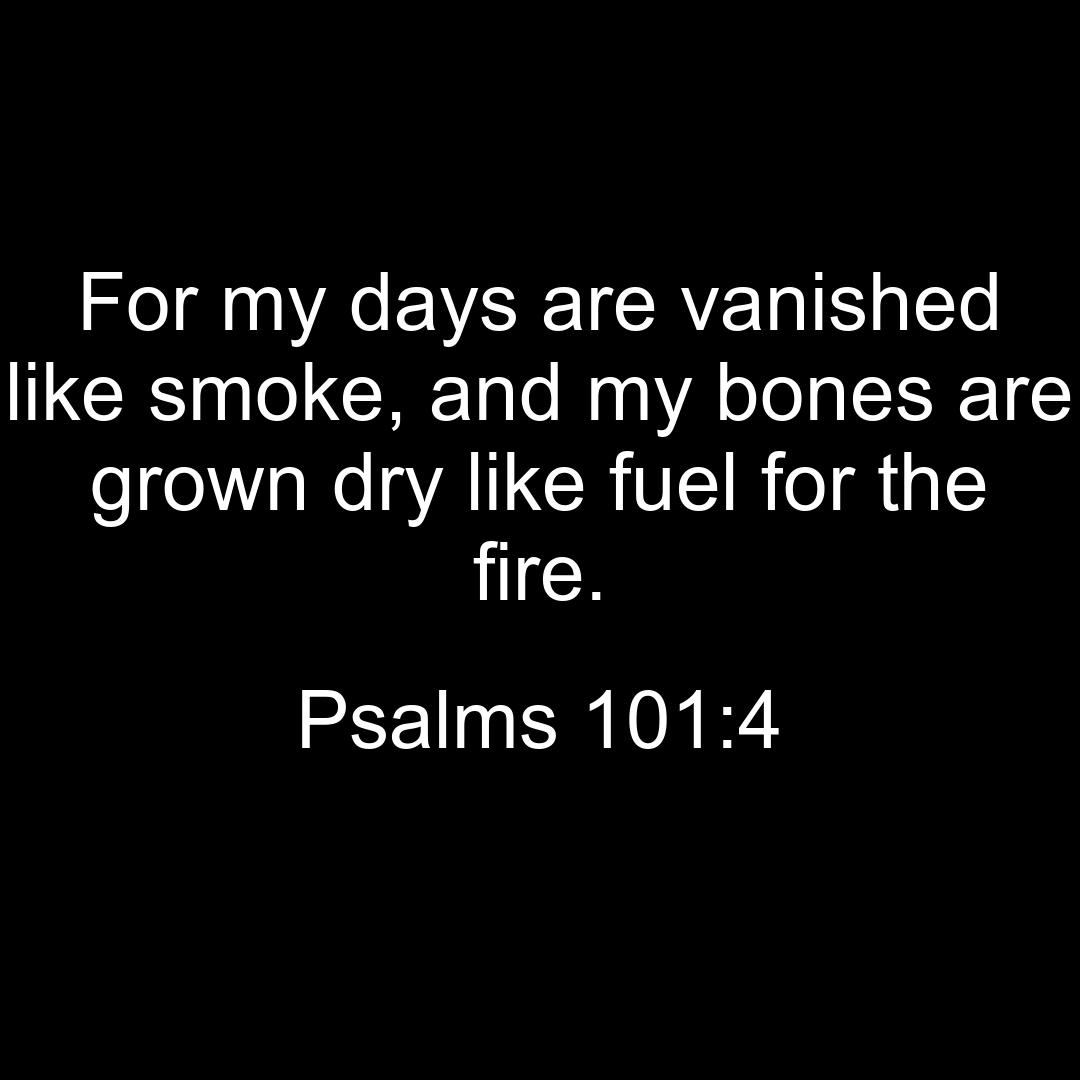 For my days are vanished
like smoke, and my bones are
grown dry like fuel for the
fire.
Psalms 101:4